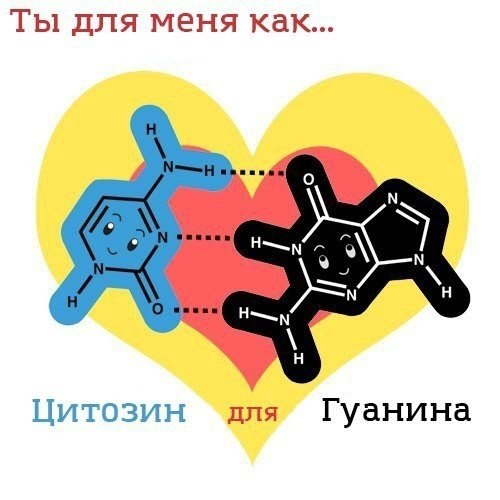 Ты для меня как...
H
N H O N
N H N
N N N
H O H N H
H
Цитозин для Гуанина